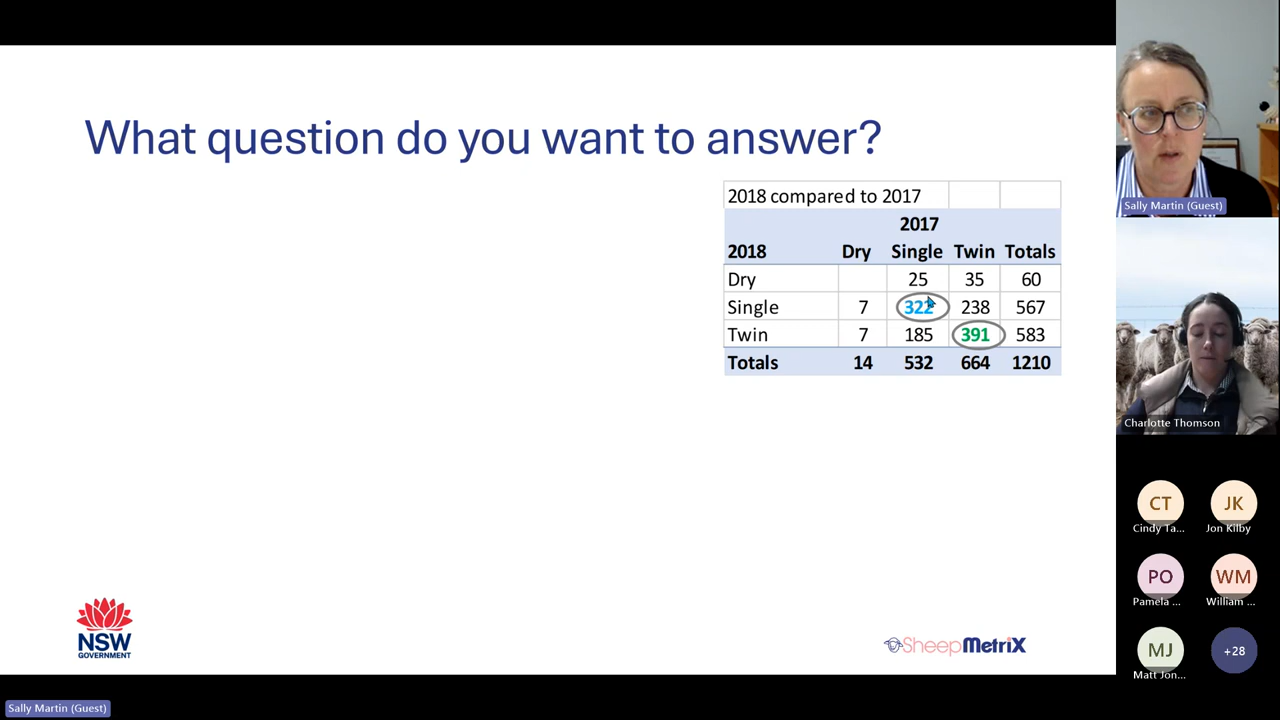 What question do you want to answer?
2018 compared to 2017
2017
2018 Dry Single Twin Totals
Dry 25 35 60
Single 7 322 238 567
Twin 7 185 391 583
Totals 14 532 664 1210
NSW
GOVERNMENT
SheepMetriX
Sally Martin (Guest)
Charlotte Thomson
CT JK
Cindy Ta... Jon Kilby
PO WM
Pamela ... William ...
MJ +28
Matt Jon...
Sally Martin (Guest)